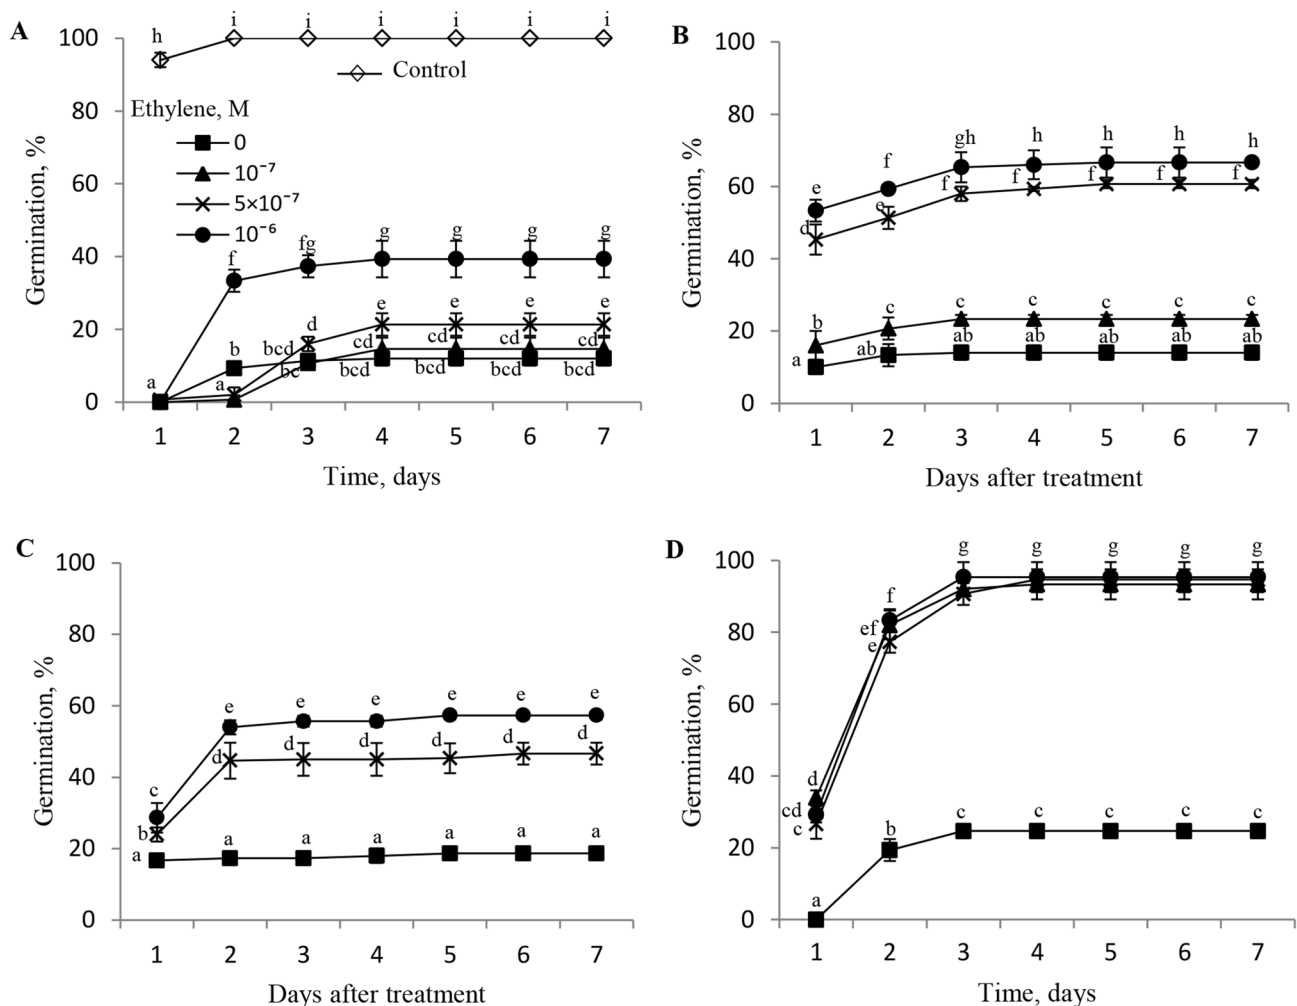 A
100
80
60
40
20
0
Germination, %
h
i i i i i i
Control
Ethylene, M
0
10⁻⁷
5×10⁻⁷
10⁻⁶
f fg g g g g
d e e e e
b bcd cd cd cd cd
a a bc bcd bcd bcd bcd
1 2 3 4 5 6 7
Time, days
B
100
80
60
40
20
0
Germination, %
e f gh h h h h
d e f f f f f
b c c c c c c
a ab ab ab ab ab ab
1 2 3 4 5 6 7
Days after treatment
C
100
80
60
40
20
0
Germination, %
c e e e e e e
b d d d d d d
a a a a a a a
1 2 3 4 5 6 7
Days after treatment
D
100
80
60
40
20
0
Germination, %
g g g g g
f
ef
e
d
cd
c
a b c c c c c
1 2 3 4 5 6 7
Time, days